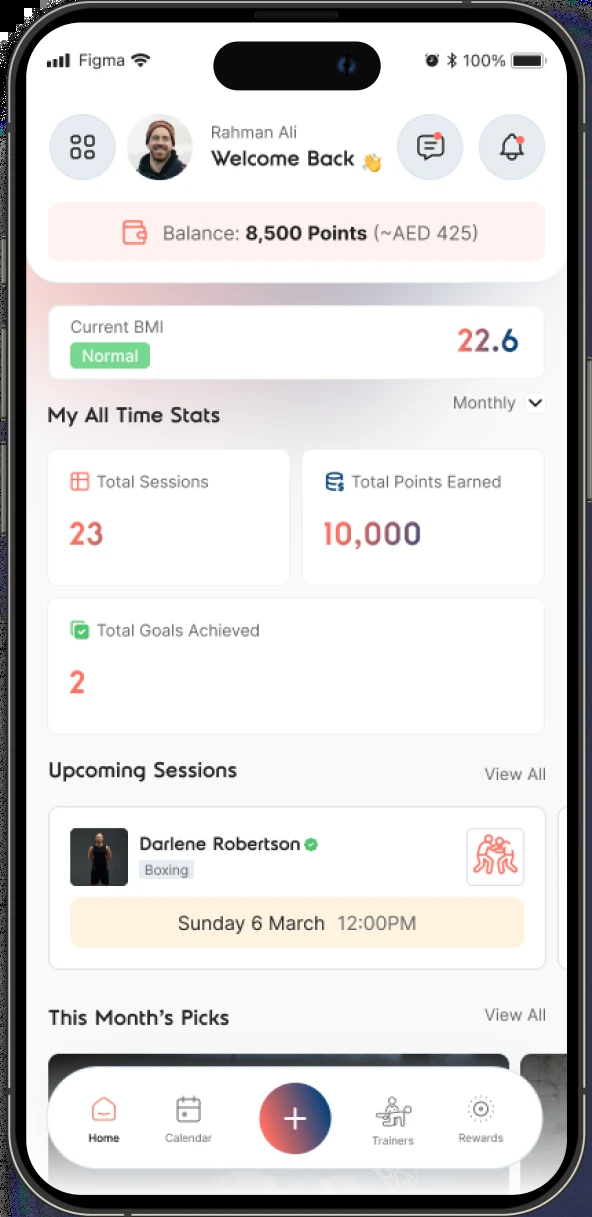 Figma 100%
Rahman Ali
Welcome Back 👋
Balance: 8,500 Points (~AED 425)
Current BMI
Normal
22.6
Monthly
My All Time Stats
Total Sessions
23
Total Points Earned
10,000
Total Goals Achieved
2
Upcoming Sessions
View All
Darlene Robertson
Boxing
Sunday 6 March 12:00PM
This Month’s Picks
View All
Home
Calendar
Trainers
Rewards